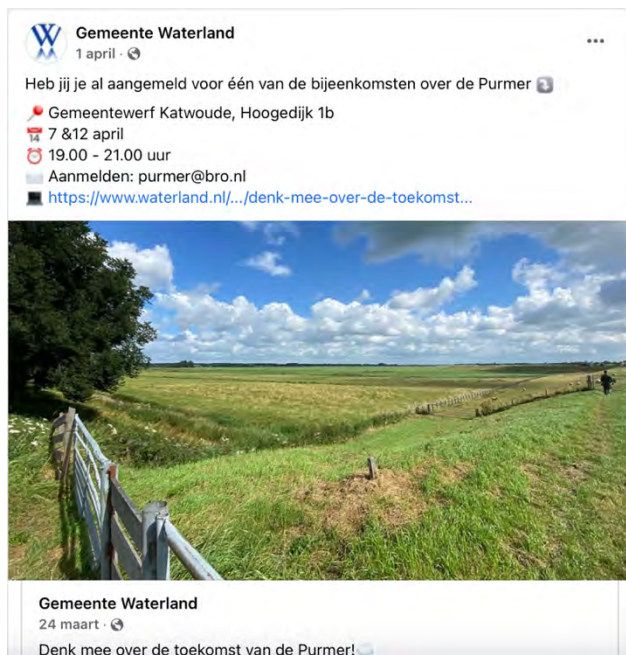 Gemeente Waterland
1 april
Heb jij je al aangemeld voor één van de bijeenkomsten over de Purmer
Gemeentewerf Katwoude, Hoogedijk 1b
7 &12 april
19.00 - 21.00 uur
Aanmelden: purmer@bro.nl
https://www.waterland.nl/.../denk-mee-over-de-toekomst...
Gemeente Waterland
24 maart
Denk mee over de toekomst van de Purmer!